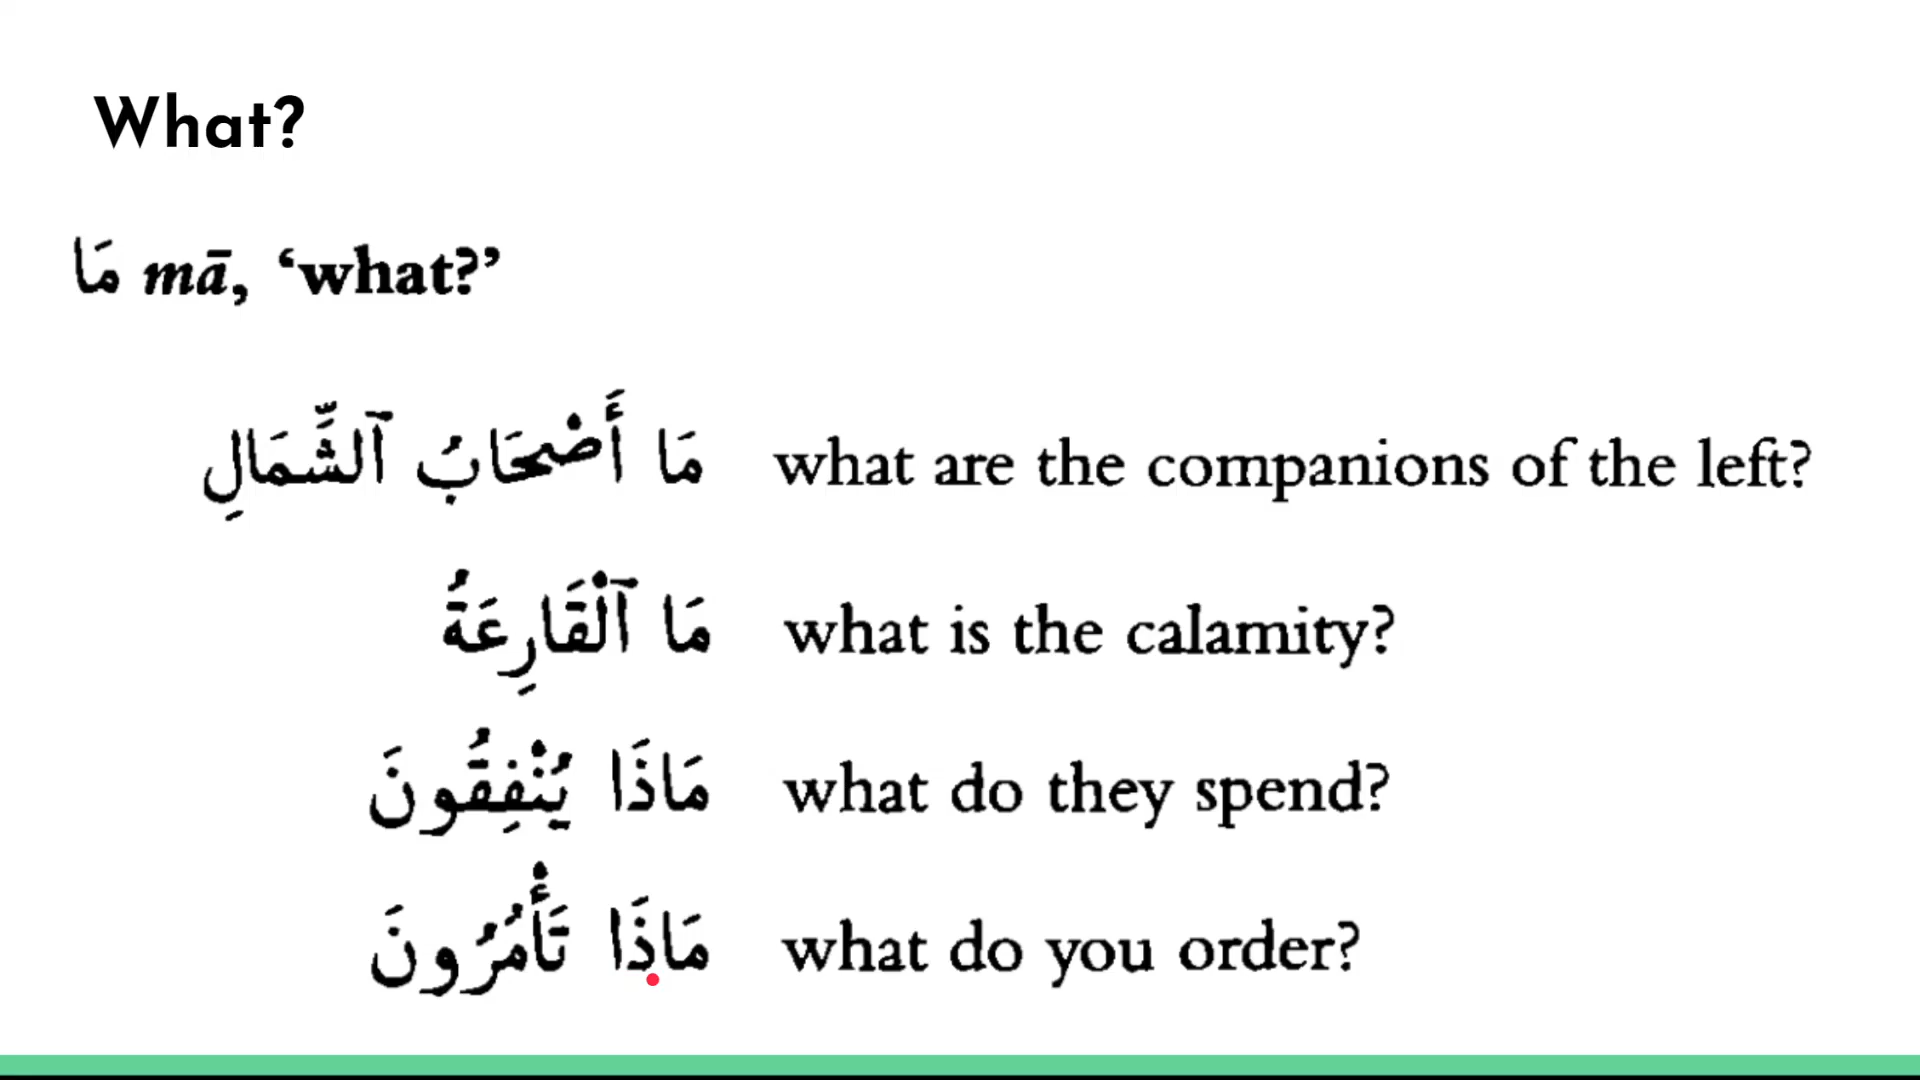 What?
مَا mā, ‘what?’
مَا أَصْحَابُ ٱلشِّمَالِ what are the companions of the left?
مَا ٱلْقَارِعَةُ what is the calamity?
مَاذَا يُنْفِقُونَ what do they spend?
مَاذَا تَأْمُرُونَ what do you order?